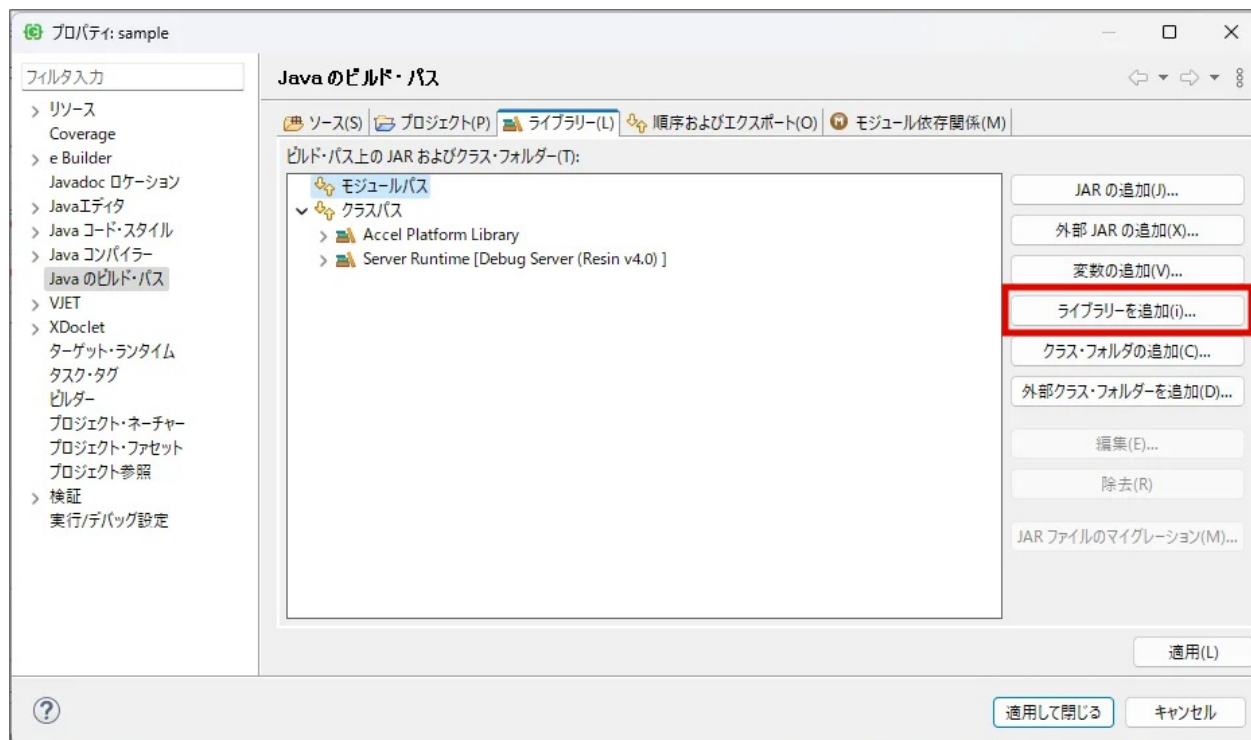 プロパティ: sample
フィルタ入力
リソース
Coverage
e Builder
Javadoc ロケーション
Javaエディタ
Java コード・スタイル
Java コンパイラー
Java のビルド・パス
VJET
XDoclet
ターゲット・ランタイム
タスク・タグ
ビルダー
プロジェクト・ネーチャー
プロジェクト・ファセット
プロジェクト参照
検証
実行/デバッグ設定
Java のビルド・パス
ソース(S) プロジェクト(P) ライブラリー(L) 順序およびエクスポート(O) モジュール依存関係(M)
ビルド・パス上の JAR およびクラス・フォルダー(T):
モジュールパス
クラスパス
Accel Platform Library
Server Runtime [Debug Server (Resin v4.0) ]
JAR の追加(J)...
外部 JAR の追加(X)...
変数の追加(V)...
ライブラリーを追加(i)...
クラス・フォルダの追加(C)...
外部クラス・フォルダーを追加(D)...
編集(E)...
除去(R)
JAR ファイルのマイグレーション(M)...
適用(L)
適用して閉じる
キャンセル